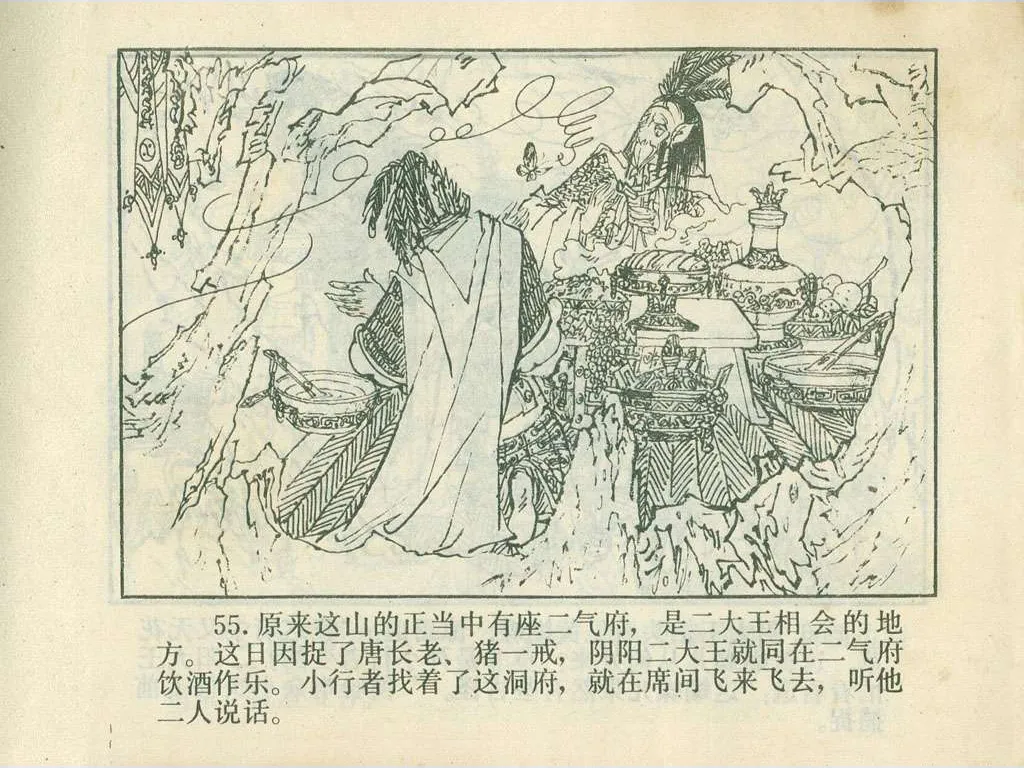 55. 原来这山的正当中有座二气府，是二大王相会的地
方。这日因捉了唐长老、猪一戒，阴阳二大王就同在二气府
饮酒作乐。小行者找着了这洞府，就在席间飞来飞去，听他
二人说话。